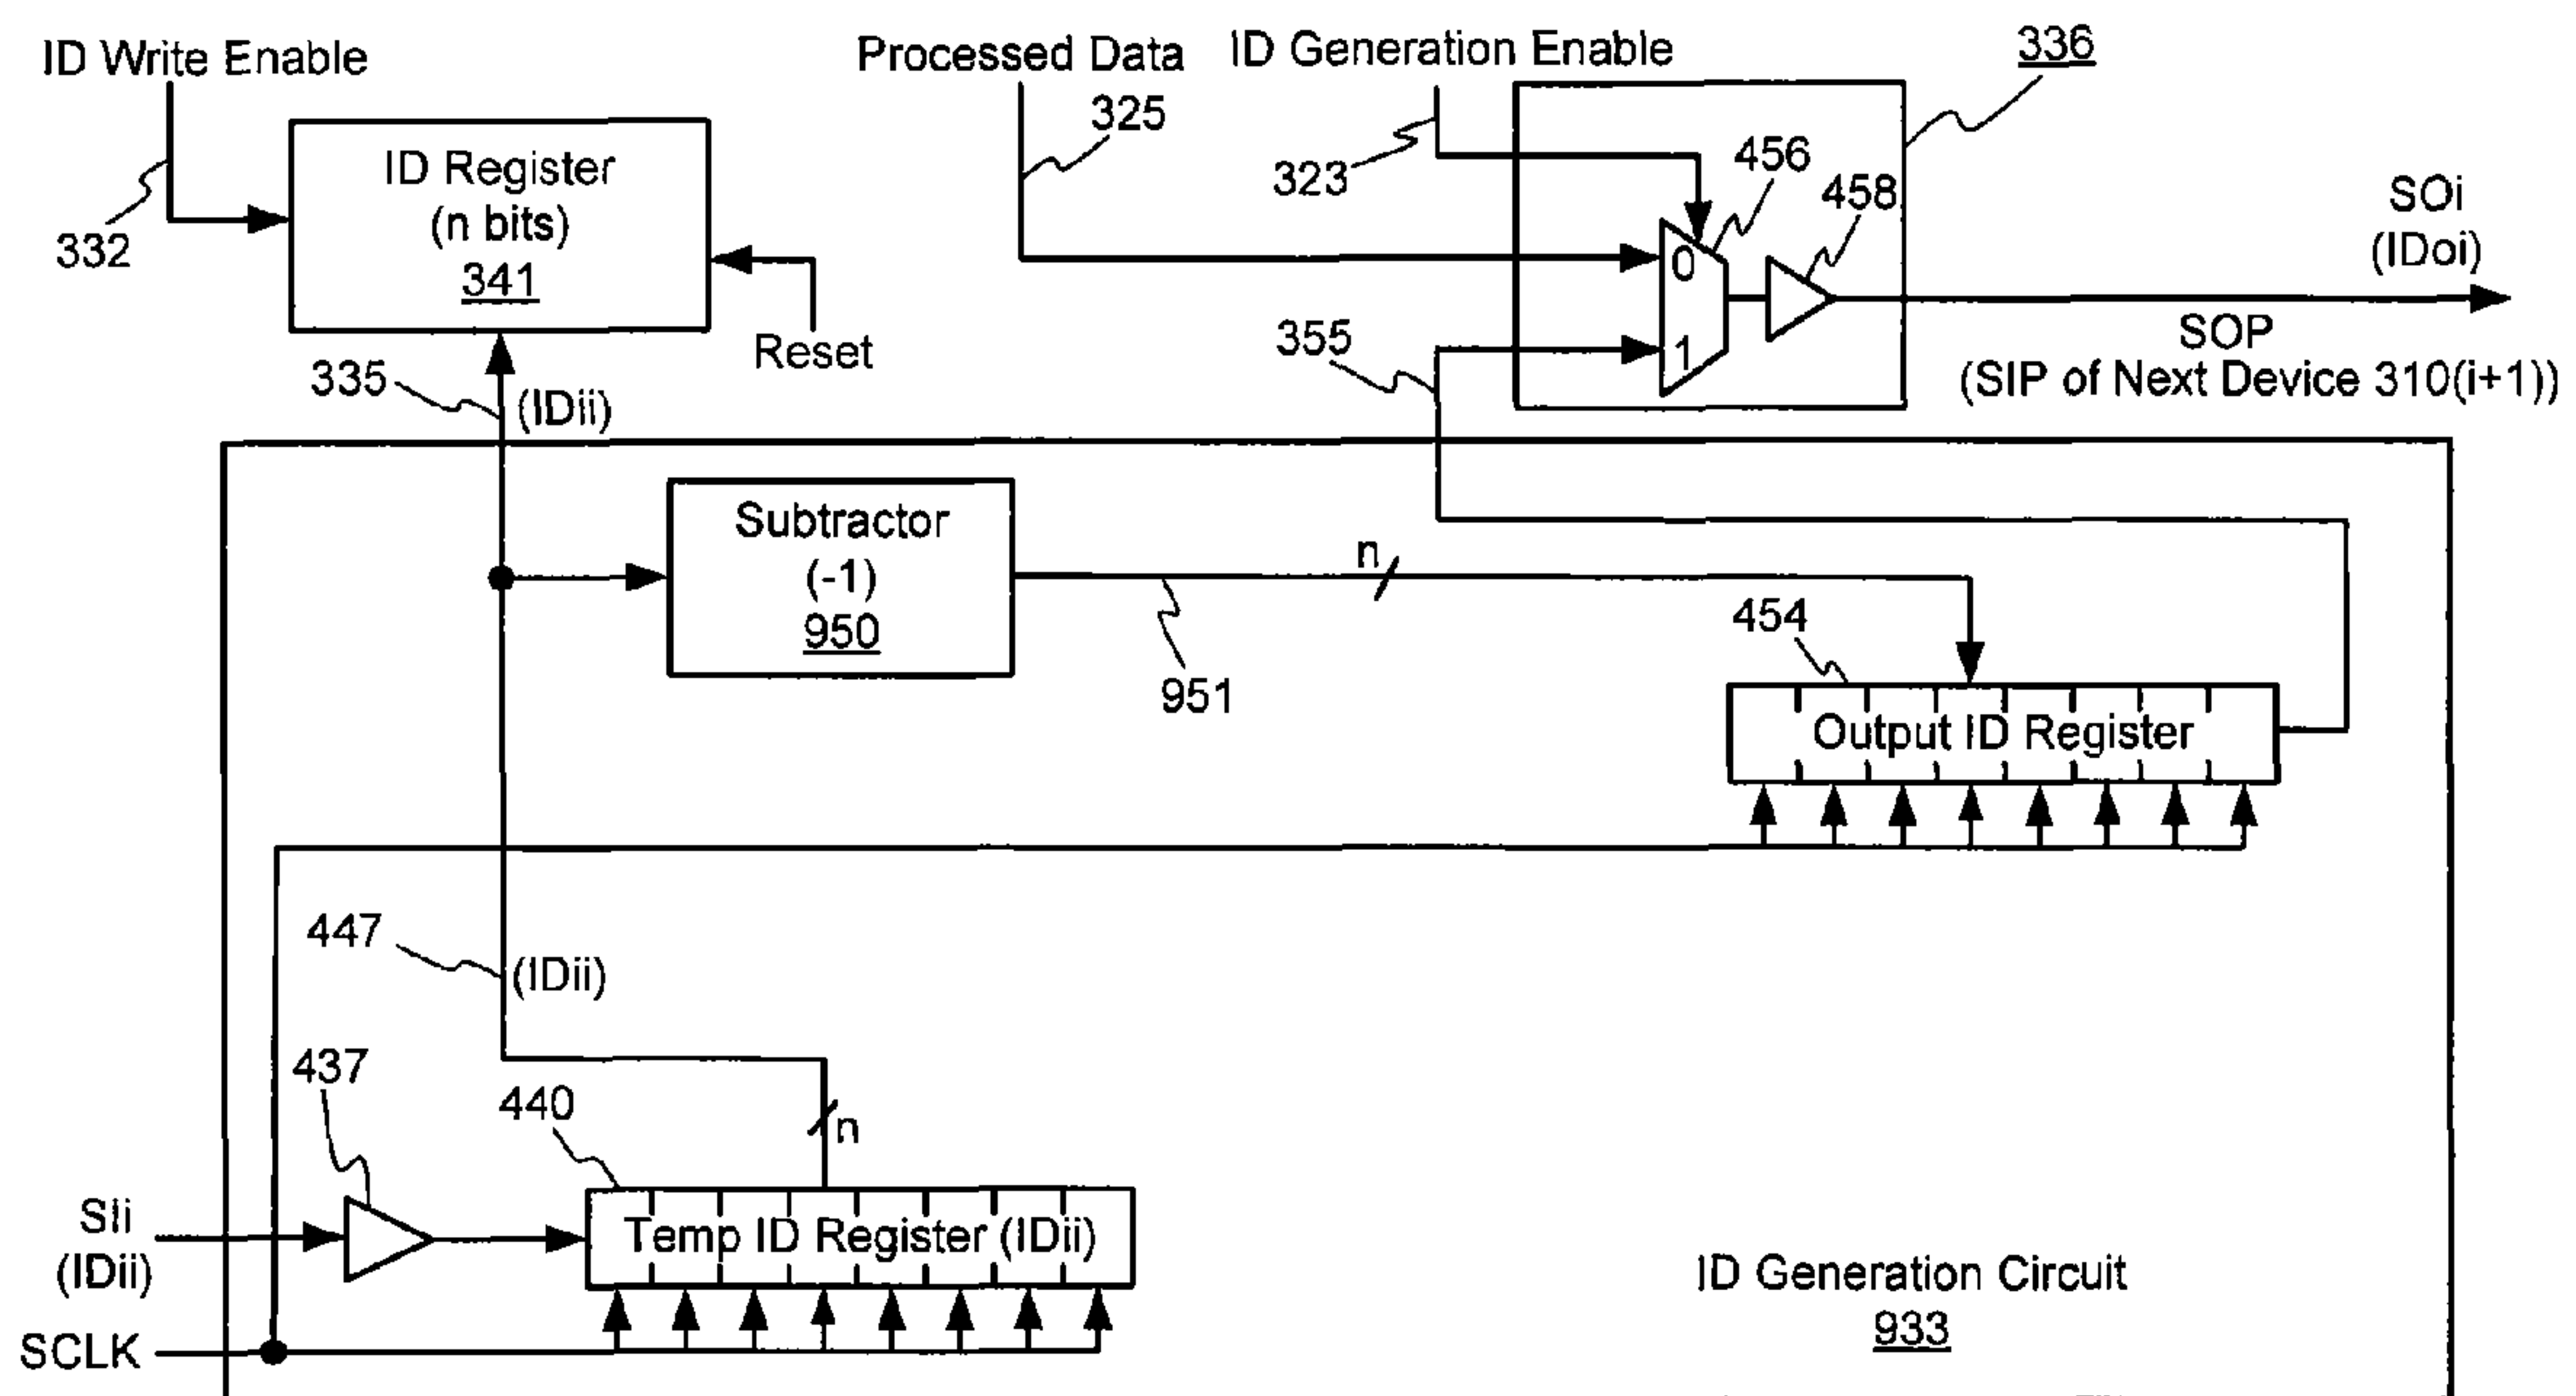 ID Write Enable
Processed Data
ID Generation Enable
336
325
323
456
458
332
ID Register
(n bits)
341
Reset
0
1
355
SOi
(IDoi)
SOP
(SIP of Next Device 310(i+1))
335
(IDii)
Subtractor
(-1)
950
n
951
454
Output ID Register
447
(IDii)
437
440
n
SIi
(IDii)
Temp ID Register (IDii)
SCLK
ID Generation Circuit
933